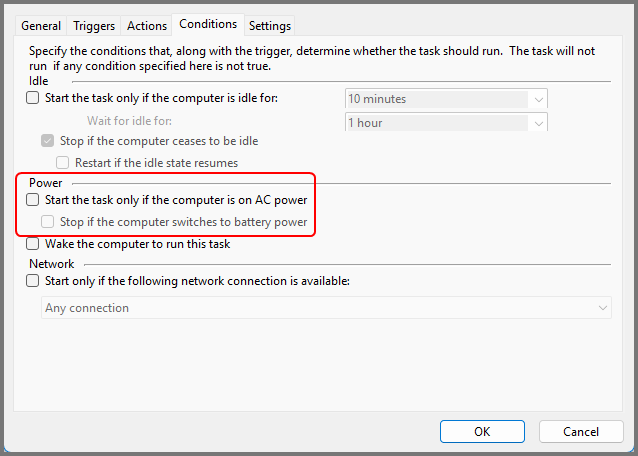 General Triggers Actions Conditions Settings
Specify the conditions that, along with the trigger, determine whether the task should run.  The task will not
run  if any condition specified here is not true.
Idle
Start the task only if the computer is idle for: 10 minutes
Wait for idle for: 1 hour
Stop if the computer ceases to be idle
Restart if the idle state resumes
Power
Start the task only if the computer is on AC power
Stop if the computer switches to battery power
Wake the computer to run this task
Network
Start only if the following network connection is available:
Any connection
OK Cancel